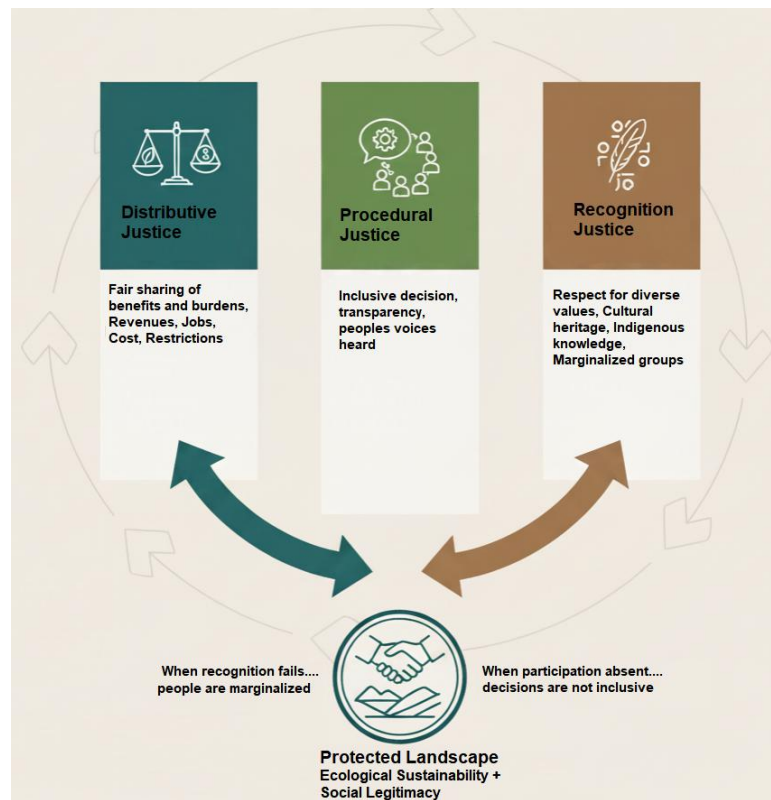 Distributive
Justice
Fair sharing of
benefits and burdens,
Revenues, Jobs,
Cost, Restrictions
Procedural
Justice
Inclusive decision,
transparency,
peoples voices
heard
Recognition
Justice
Respect for diverse
values, Cultural
heritage, Indigenous
knowledge,
Marginalized groups
When recognition fails....
people are marginalized
When participation absent....
decisions are not inclusive
Protected Landscape
Ecological Sustainability +
Social Legitimacy